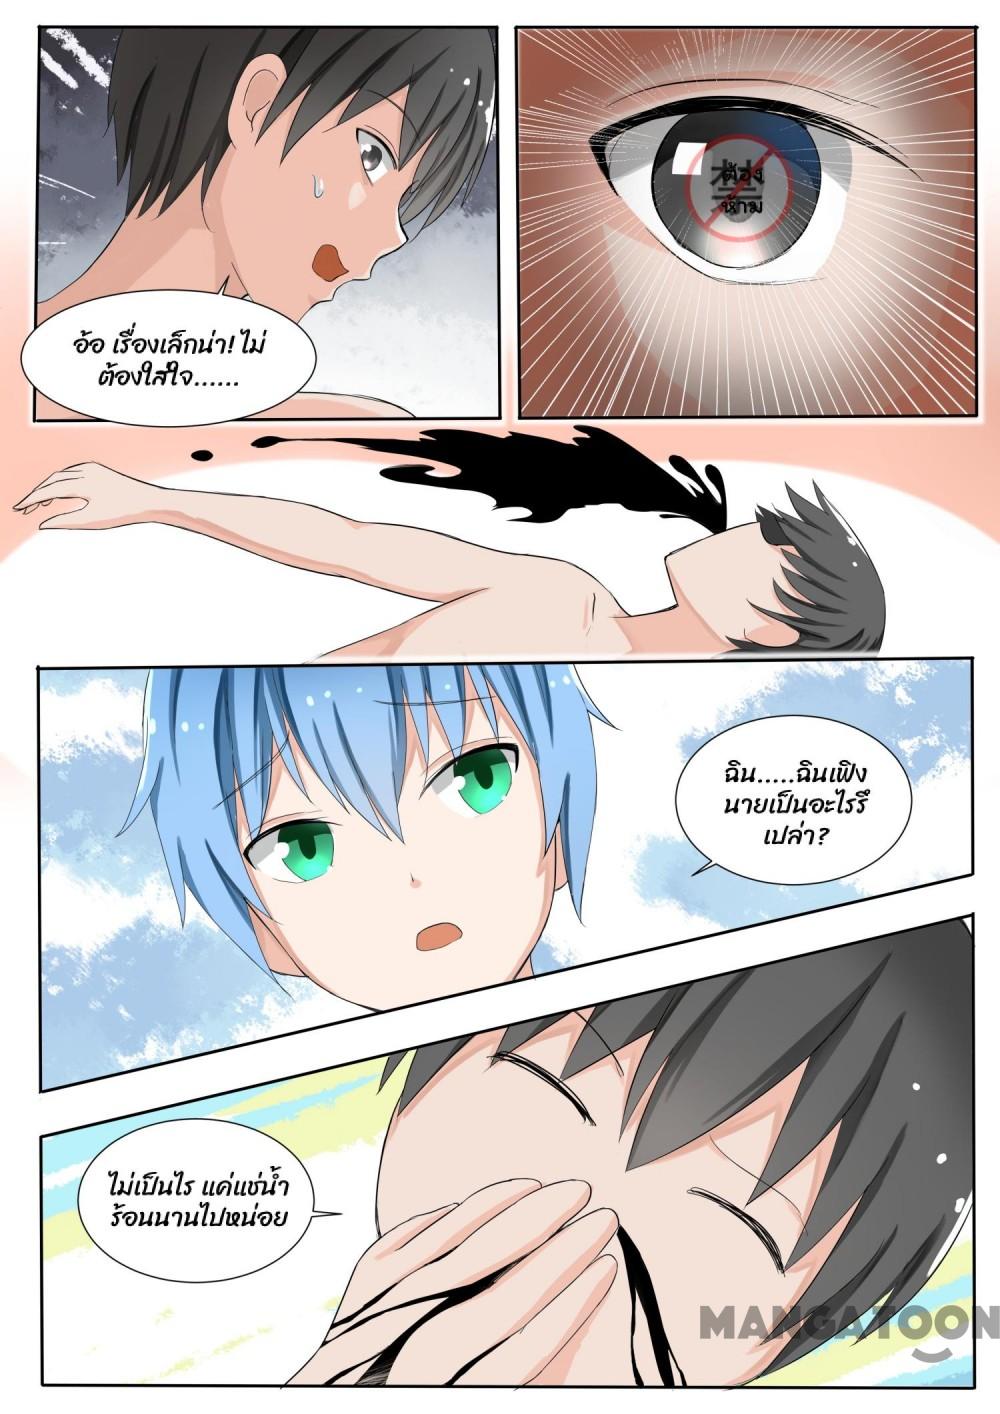 อ้อ เรื่องเล็กน่า! ไม่
ต้องใส่ใจ......
ต้อง
ห้าม
ฉิน.....ฉินเฟิง
นายเป็นอะไรรึ
เปล่า?
ไม่เป็นไร แค่แช่น้ำ
ร้อนนานไปหน่อย
MANGATOON